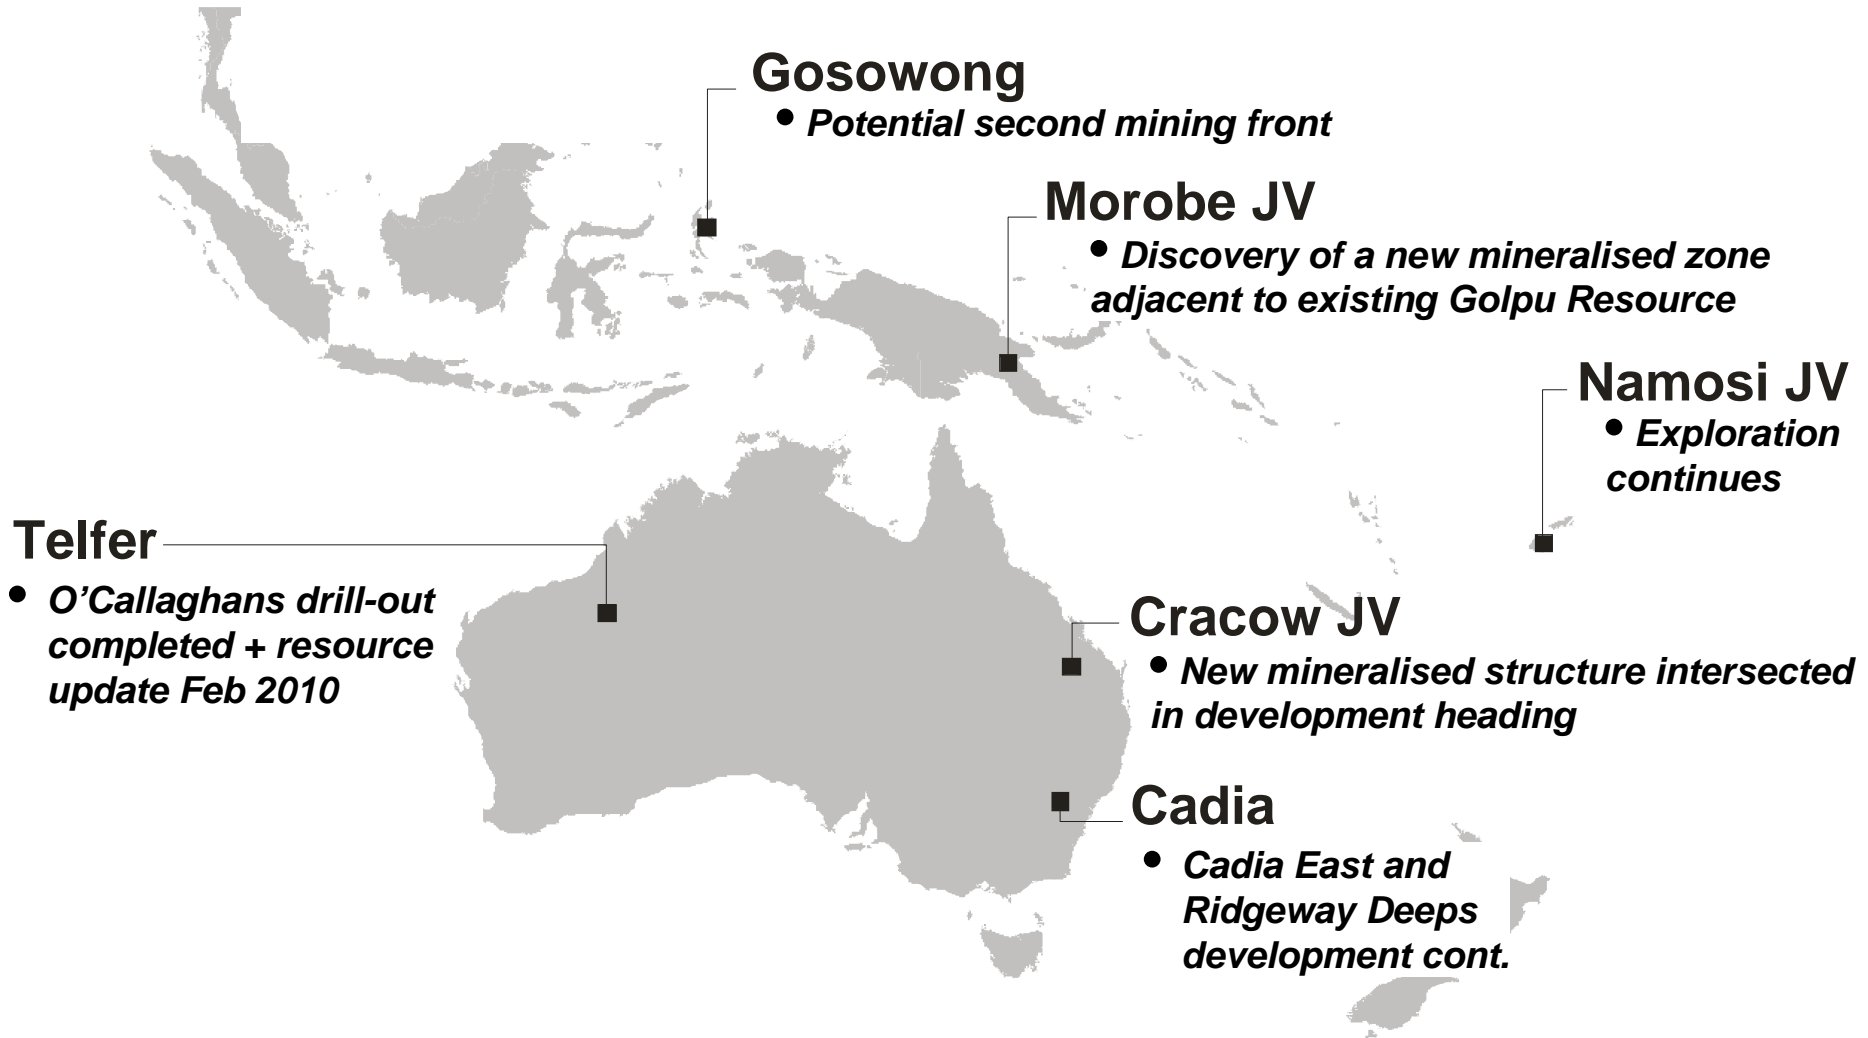 Gosowong
• Potential second mining front
Morobe JV
• Discovery of a new mineralised zone
adjacent to existing Golpu Resource
Namosi JV
• Exploration
continues
Telfer
• O’Callaghans drill-out
completed + resource
update Feb 2010
Cracow JV
• New mineralised structure intersected
in development heading
Cadia
• Cadia East and
Ridgeway Deeps
development cont.